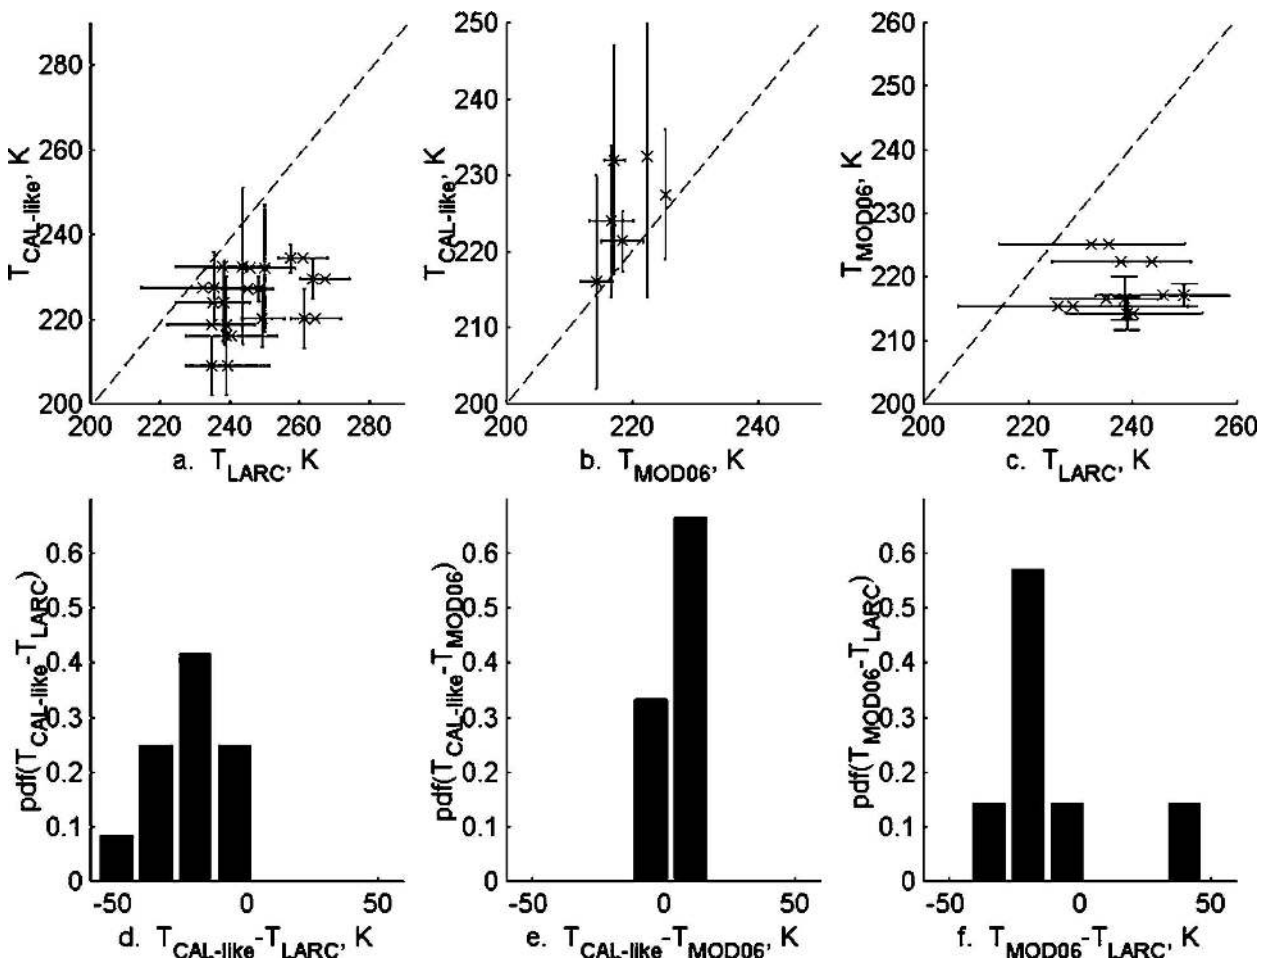 T_CAL-like, K
280
260
240
220
200
200 220 240 260 280
a. T_LARC, K
T_CAL-like, K
250
240
230
220
210
200
200 220 240
b. T_MOD06, K
T_MOD06, K
260
250
240
230
220
210
200
200 220 240 260
c. T_LARC, K
pdf(T_CAL-like-T_LARC)
0.6
0.5
0.4
0.3
0.2
0.1
0
-50 0 50
d. T_CAL-like-T_LARC, K
pdf(T_CAL-like-T_MOD06)
0.6
0.5
0.4
0.3
0.2
0.1
0
-50 0 50
e. T_CAL-like-T_MOD06, K
pdf(T_MOD06-T_LARC)
0.6
0.5
0.4
0.3
0.2
0.1
0
-50 0 50
f. T_MOD06-T_LARC, K